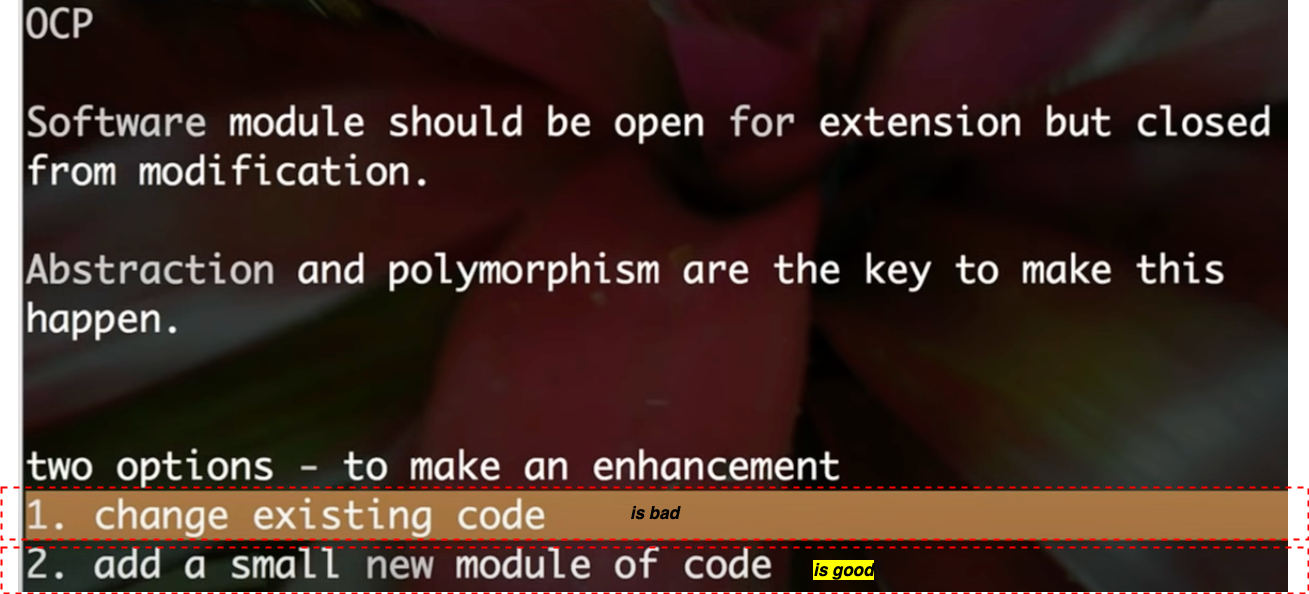 OCP
Software module should be open for extension but closed
from modification.
Abstraction and polymorphism are the key to make this
happen.
two options - to make an enhancement
1. change existing code is bad
2. add a small new module of code is good